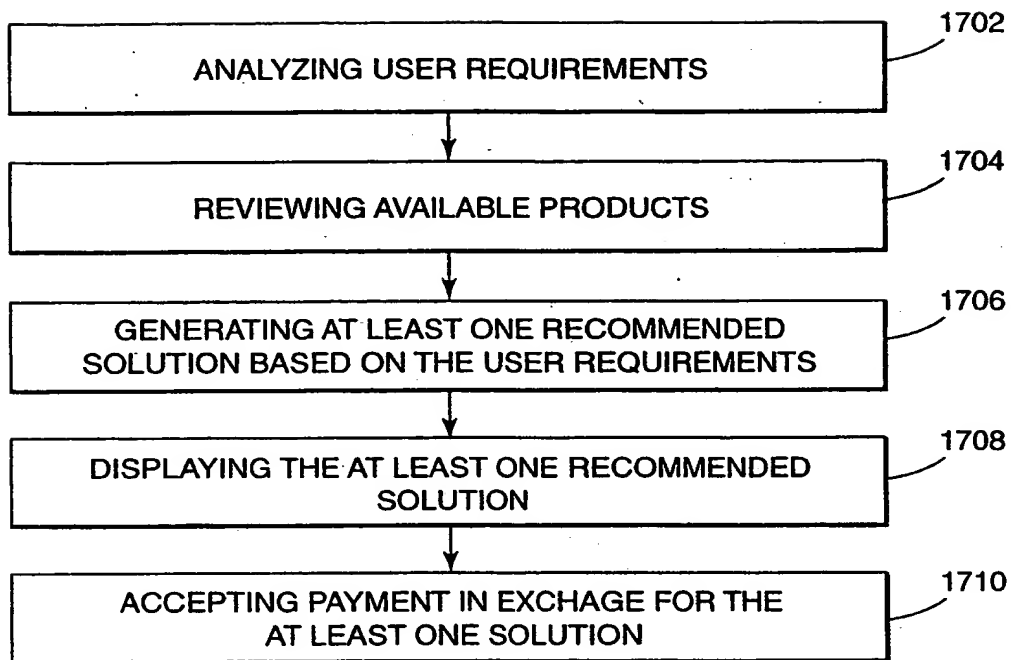 1702
ANALYZING USER REQUIREMENTS
1704
REVIEWING AVAILABLE PRODUCTS
1706
GENERATING AT LEAST ONE RECOMMENDED
SOLUTION BASED ON THE USER REQUIREMENTS
1708
DISPLAYING THE AT LEAST ONE RECOMMENDED
SOLUTION
1710
ACCEPTING PAYMENT IN EXCHAGE FOR THE
AT LEAST ONE SOLUTION